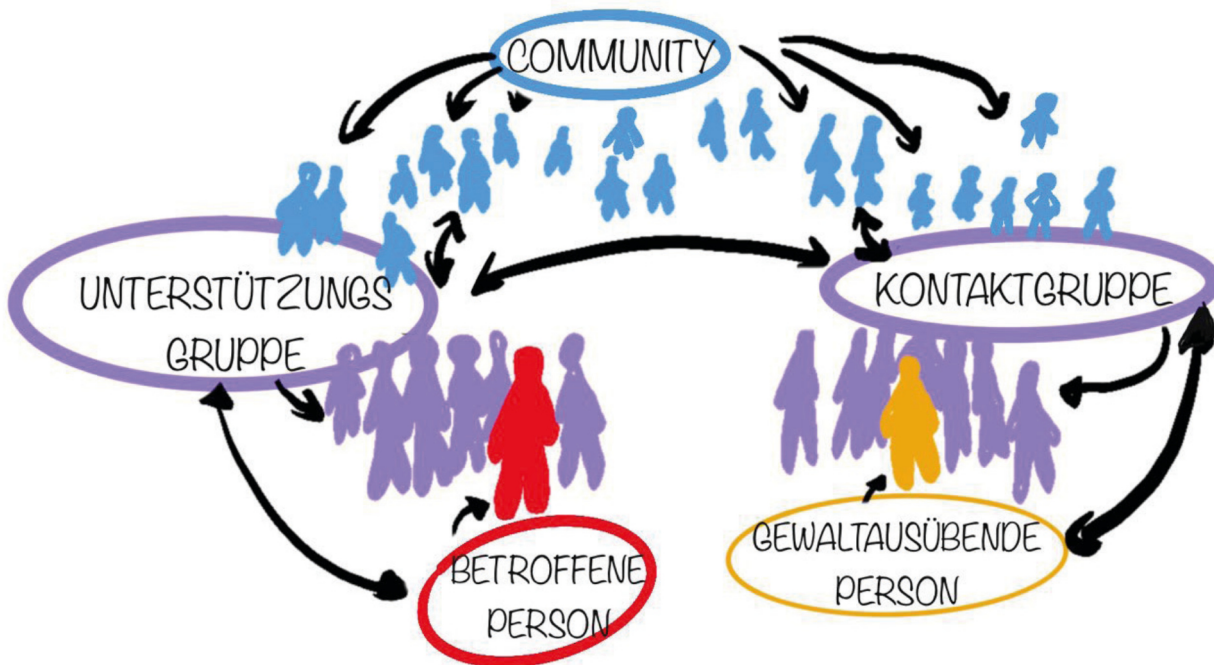 COMMUNITY
UNTERSTÜTZUNGS
GRUPPE
KONTAKTGRUPPE
BETROFFENE
PERSON
GEWALTAUSÜBENDE
PERSON